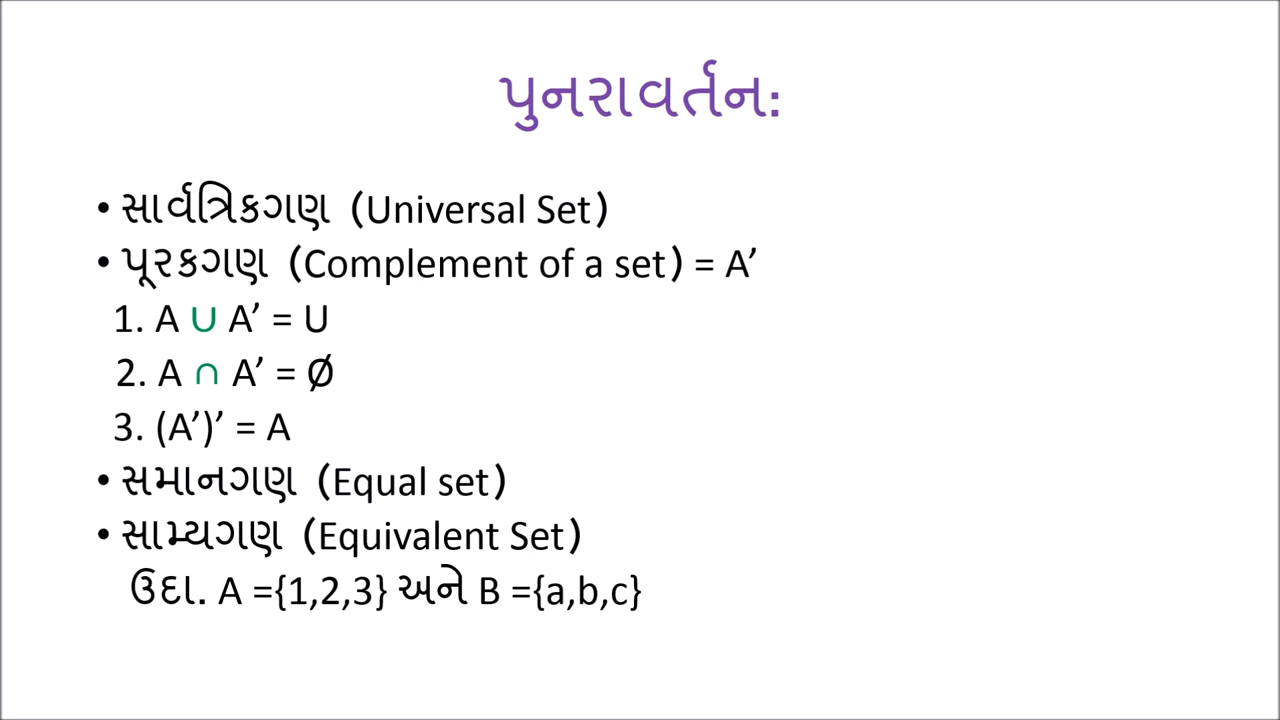 પુનરાવર્તન:
• સાર્વત્રિકગણ (Universal Set)
• પૂરકગણ (Complement of a set) = A’
1. A ∪ A’ = U
2. A ∩ A’ = Ø
3. (A’)’ = A
• સમાનગણ (Equal set)
• સામ્યગણ (Equivalent Set)
ઉદા. A ={1,2,3} અને B ={a,b,c}